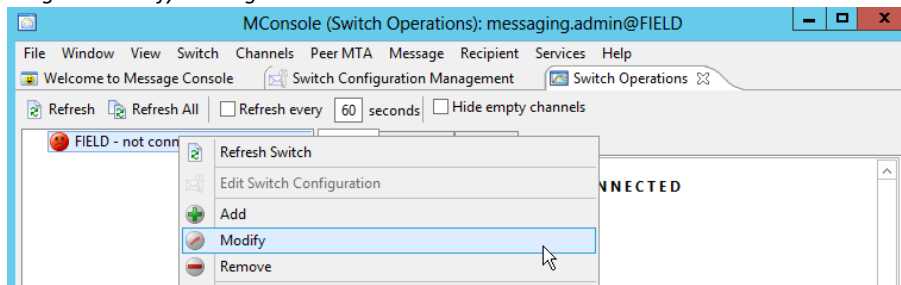 MConsole (Switch Operations): messaging.admin@FIELD
File Window View Switch Channels Peer MTA Message Recipient Services Help
Welcome to Message Console Switch Configuration Management Switch Operations
Refresh Refresh All Refresh every 60 seconds Hide empty channels
FIELD - not conn
Refresh Switch
Edit Switch Configuration
NNECTED
Add
Modify
Remove